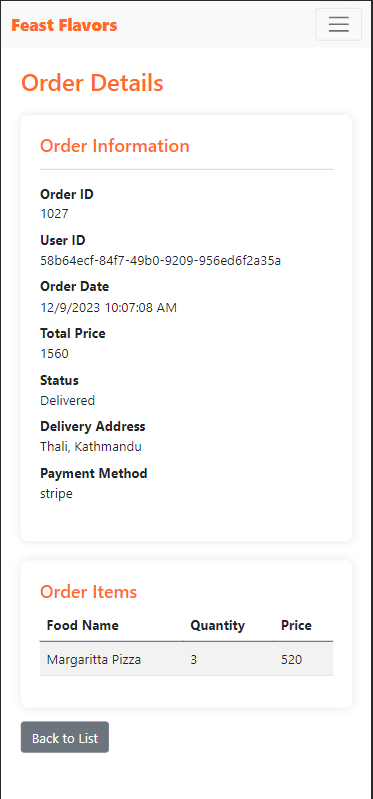 Feast Flavors
Order Details
Order Information
Order ID
1027
User ID
58b64ecf-84f7-49b0-9209-956ed6f2a35a
Order Date
12/9/2023 10:07:08 AM
Total Price
1560
Status
Delivered
Delivery Address
Thali, Kathmandu
Payment Method
stripe
Order Items
Food Name Quantity Price
Margaritta Pizza 3 520
Back to List